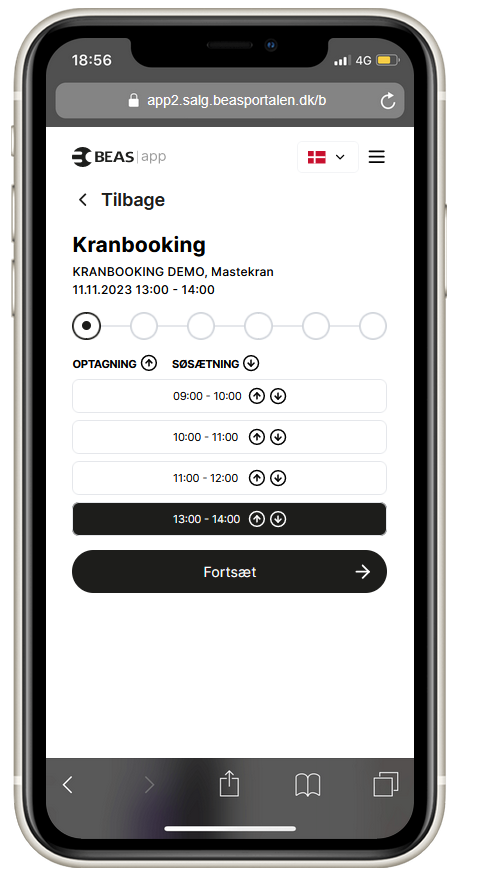 18:56
4G
app2.salg.beasportalen.dk/b
BEAS app
Tilbage
Kranbooking
KRANBOOKING DEMO, Mastekran
11.11.2023 13:00 - 14:00
OPTAGNING SØSÆTNING
09:00 - 10:00
10:00 - 11:00
11:00 - 12:00
13:00 - 14:00
Fortsæt